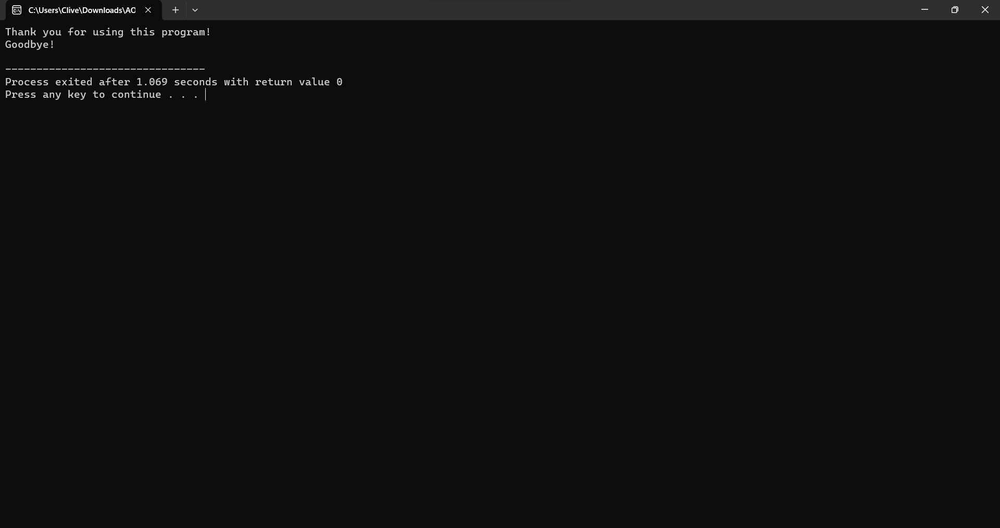 C:\Users\Clive\Downloads\AC
Thank you for using this program!
Goodbye!
--------------------------------
Process exited after 1.069 seconds with return value 0
Press any key to continue . . .